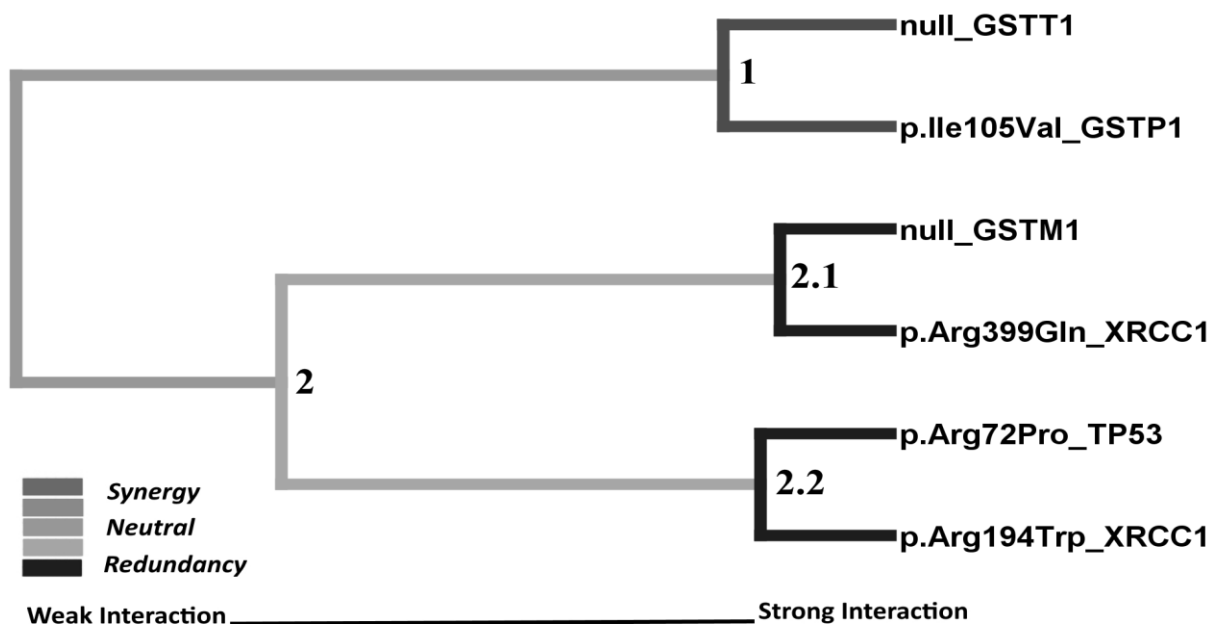 null_GSTT1
1
p.Ile105Val_GSTP1
null_GSTM1
2.1
p.Arg399Gln_XRCC1
2
p.Arg72Pro_TP53
2.2
p.Arg194Trp_XRCC1
Synergy
Neutral
Redundancy
Weak Interaction
Strong Interaction